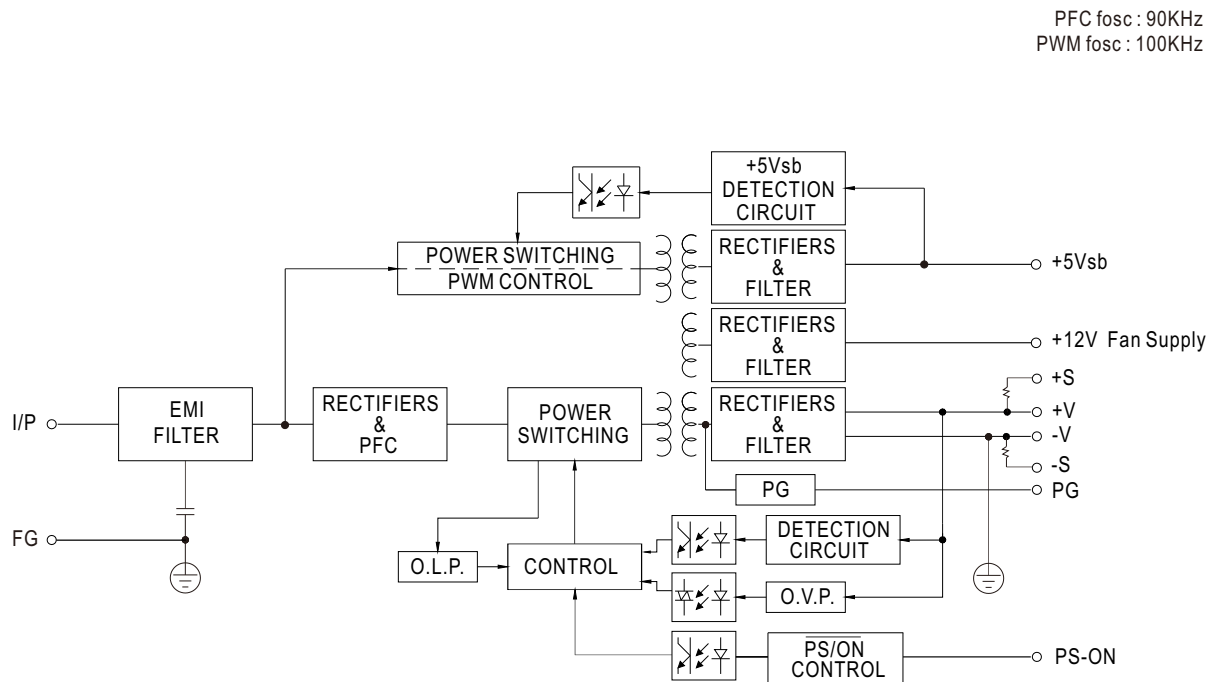 PFC fosc : 90KHz
PWM fosc : 100KHz
+5Vsb
DETECTION
CIRCUIT
POWER SWITCHING
PWM CONTROL
RECTIFIERS
&
FILTER
+5Vsb
RECTIFIERS
&
FILTER
+12V Fan Supply
I/P
EMI
FILTER
RECTIFIERS
&
PFC
POWER
SWITCHING
RECTIFIERS
&
FILTER
+S
+V
-V
-S
PG
PG
FG
O.L.P.
CONTROL
DETECTION
CIRCUIT
O.V.P.
PS/ON
CONTROL
PS-ON